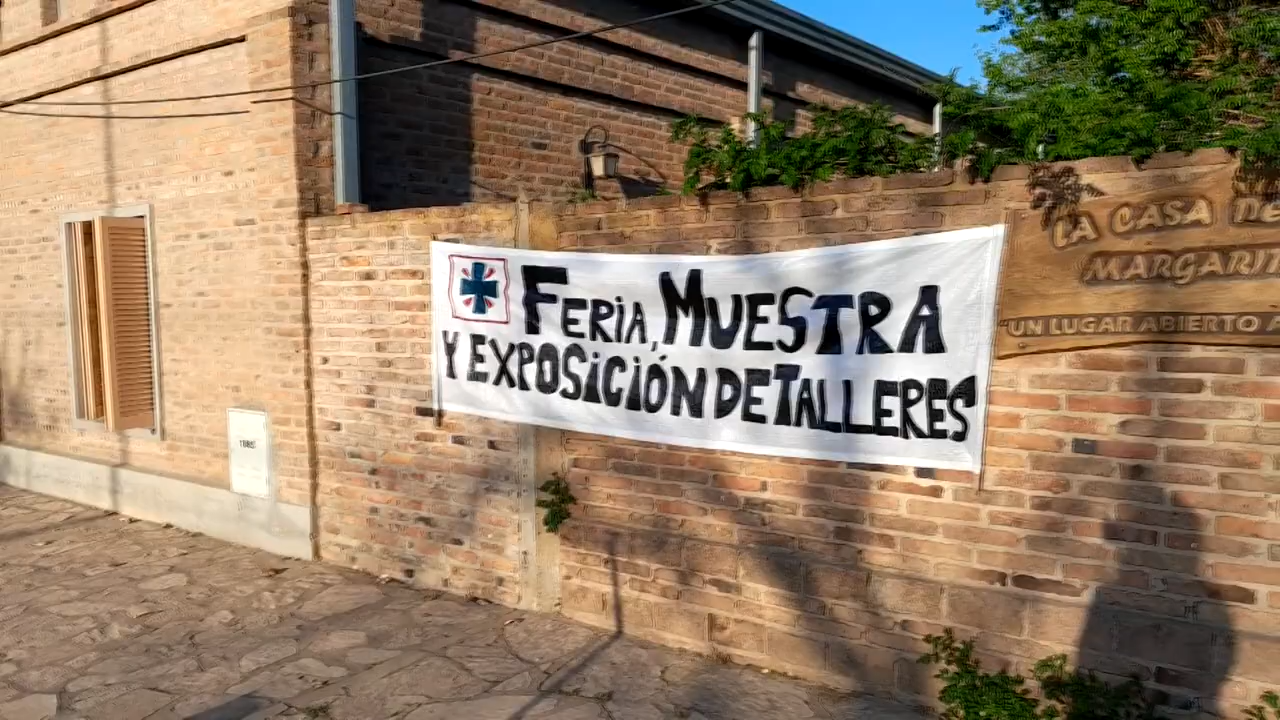 FERiA, MUESTRA
Y EXPOSiCiÓN DE TALLERES
LA CASA DE
MARGARIT
"UN LUGAR ABIERTO A